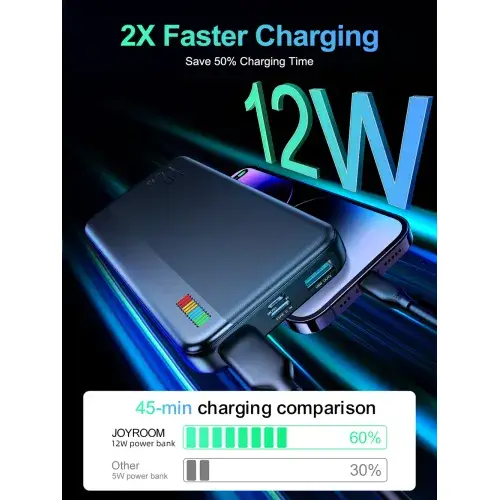 2X Faster Charging
Save 50% Charging Time
12W
45-min charging comparison
JOYROOM
12W power bank
60%
Other
5W power bank
30%